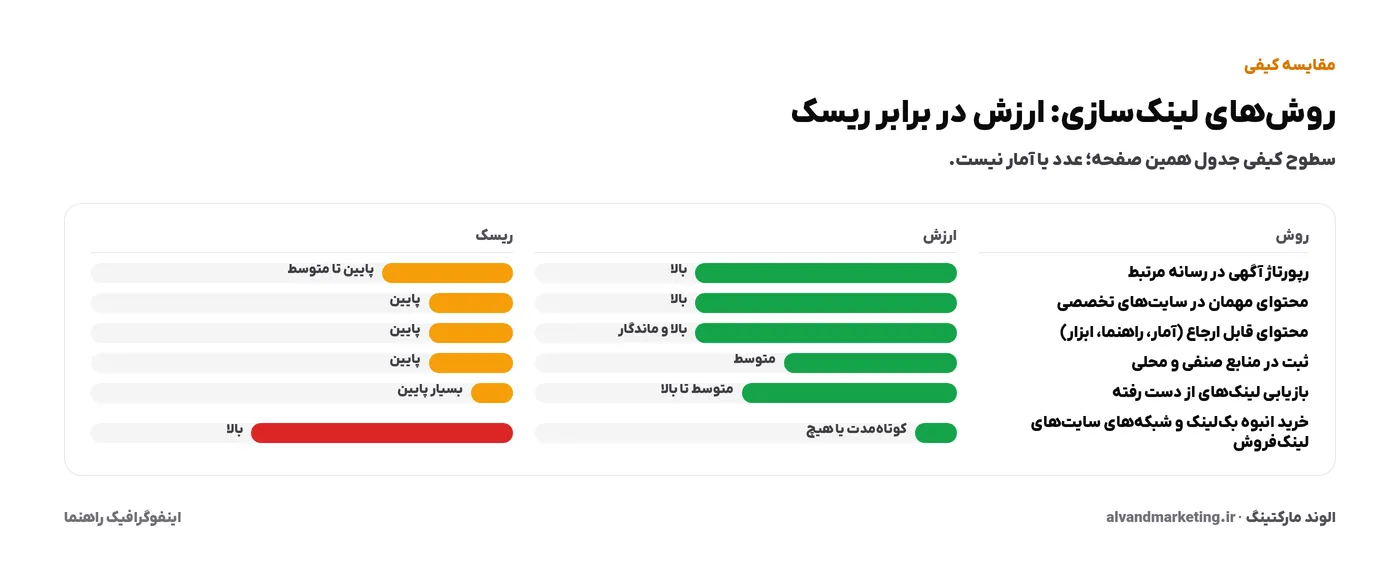 مقایسه کیفی
روش‌های لینک‌سازی: ارزش در برابر ریسک
سطوح کیفی جدول همین صفحه؛ عدد یا آمار نیست.
روش
ارزش
ریسک
رپورتاژ آگهی در رسانه مرتبط
بالا
پایین تا متوسط
محتوای مهمان در سایت‌های تخصصی
بالا
پایین
محتوای قابل ارجاع (آمار، راهنما، ابزار)
بالا و ماندگار
پایین
ثبت در منابع صنفی و محلی
متوسط
پایین
بازیابی لینک‌های از دست رفته
متوسط تا بالا
بسیار پایین
خرید انبوه بک‌لینک و شبکه‌های سایت‌های
لینک‌فروش
کوتاه‌مدت یا هیچ
بالا
الوند مارکتینگ · alvandmarketing.ir
اینفوگرافیک راهنما